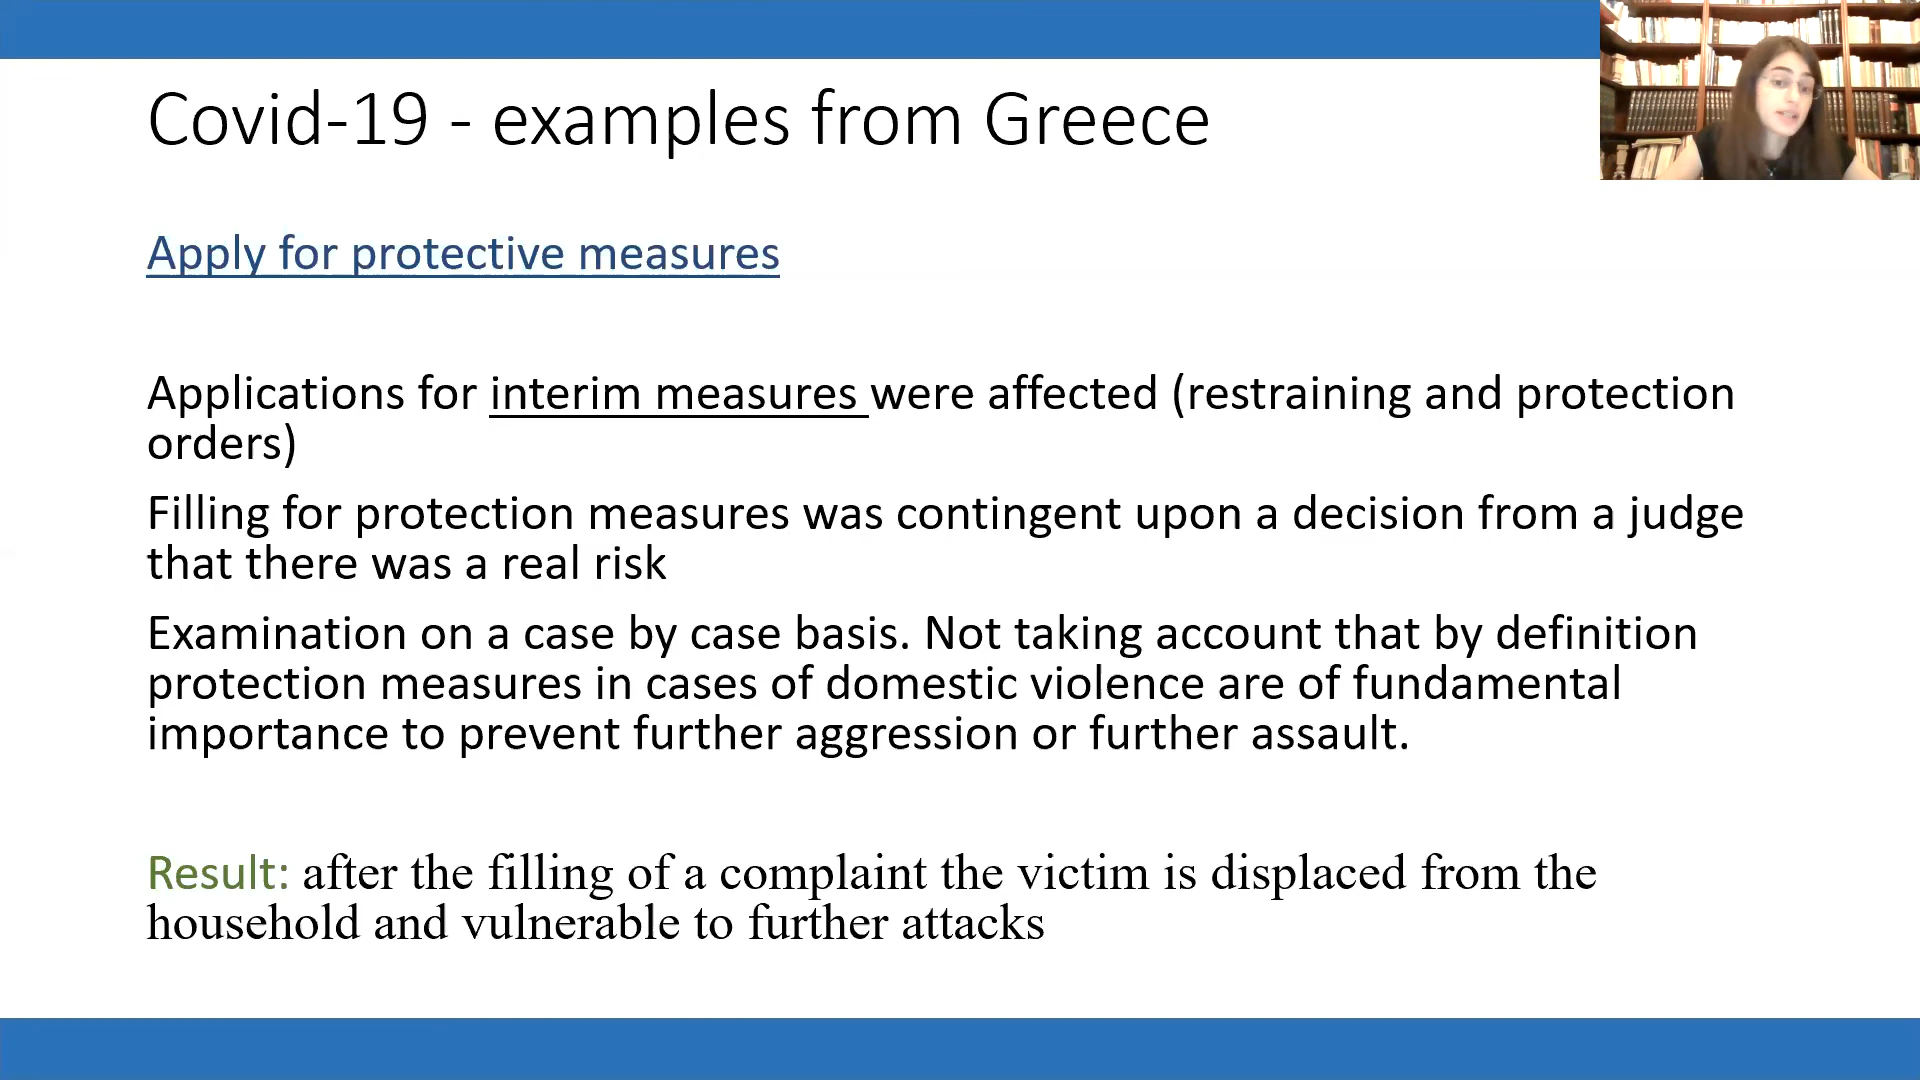 Covid-19 - examples from Greece
Apply for protective measures
Applications for interim measures were affected (restraining and protection
orders)
Filling for protection measures was contingent upon a decision from a judge
that there was a real risk
Examination on a case by case basis. Not taking account that by definition
protection measures in cases of domestic violence are of fundamental
importance to prevent further aggression or further assault.
Result: after the filling of a complaint the victim is displaced from the
household and vulnerable to further attacks